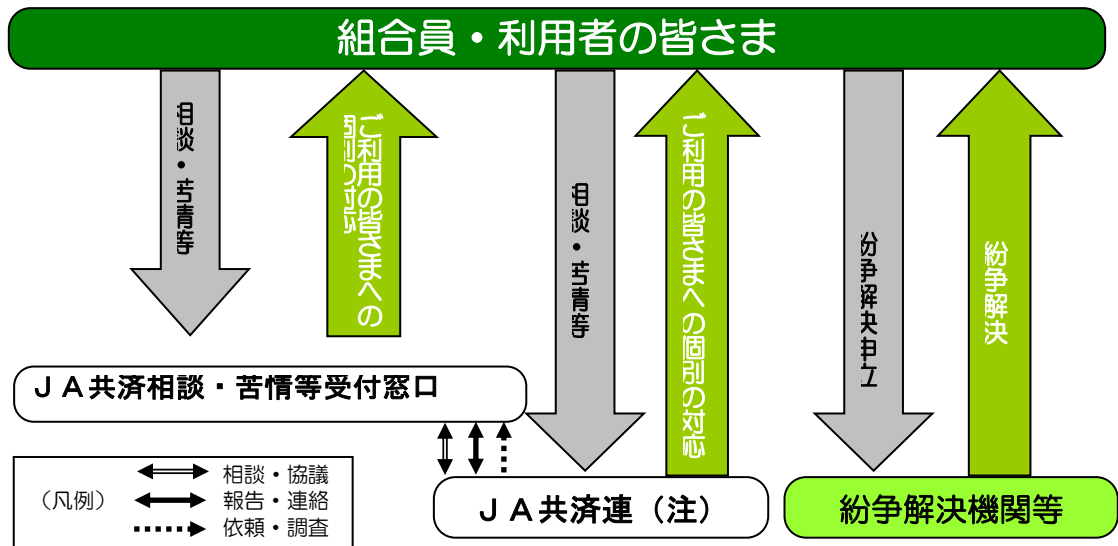 組合員・利用者の皆さま
相談・苦情等
ご利用の皆さまへの
個別の対応
相談・苦情等
ご利用の皆さまへの個別の対応
紛争解決申立
紛争解決
ＪＡ共済相談・苦情等受付窓口
（凡例）
相談・協議
報告・連絡
依頼・調査
ＪＡ共済連（注）
紛争解決機関等